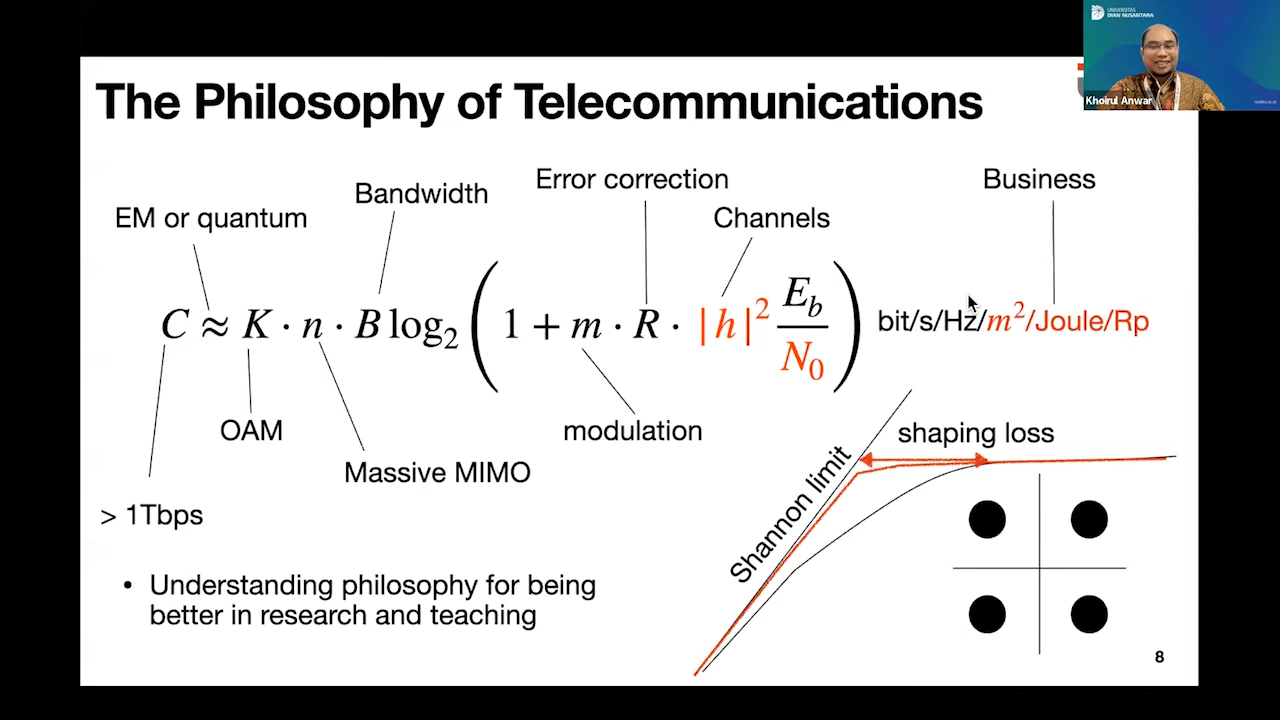 UNIVERSITAS
DIAN NUSANTARA
Khoirul Anwar
The Philosophy of Telecommunications
Error correction
Business
Bandwidth
EM or quantum
Channels
C ≈ K · n · B log₂ ( 1 + m · R · |h|² E_b / N₀ ) bit/s/Hz/m²/Joule/Rp
OAM
modulation
shaping loss
Massive MIMO
Shannon limit
> 1Tbps
• Understanding philosophy for being
better in research and teaching
8